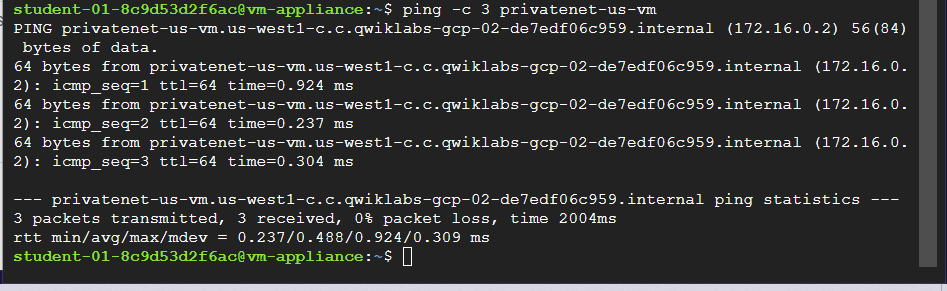 student-01-8c9d53d2f6ac@vm-appliance:~$ ping -c 3 privatenet-us-vm
PING privatenet-us-vm.us-west1-c.c.qwiklabs-gcp-02-de7edf06c959.internal (172.16.0.2) 56(84)
 bytes of data.
64 bytes from privatenet-us-vm.us-west1-c.c.qwiklabs-gcp-02-de7edf06c959.internal (172.16.0.
2): icmp_seq=1 ttl=64 time=0.924 ms
64 bytes from privatenet-us-vm.us-west1-c.c.qwiklabs-gcp-02-de7edf06c959.internal (172.16.0.
2): icmp_seq=2 ttl=64 time=0.237 ms
64 bytes from privatenet-us-vm.us-west1-c.c.qwiklabs-gcp-02-de7edf06c959.internal (172.16.0.
2): icmp_seq=3 ttl=64 time=0.304 ms

--- privatenet-us-vm.us-west1-c.c.qwiklabs-gcp-02-de7edf06c959.internal ping statistics ---
3 packets transmitted, 3 received, 0% packet loss, time 2004ms
rtt min/avg/max/mdev = 0.237/0.488/0.924/0.309 ms
student-01-8c9d53d2f6ac@vm-appliance:~$